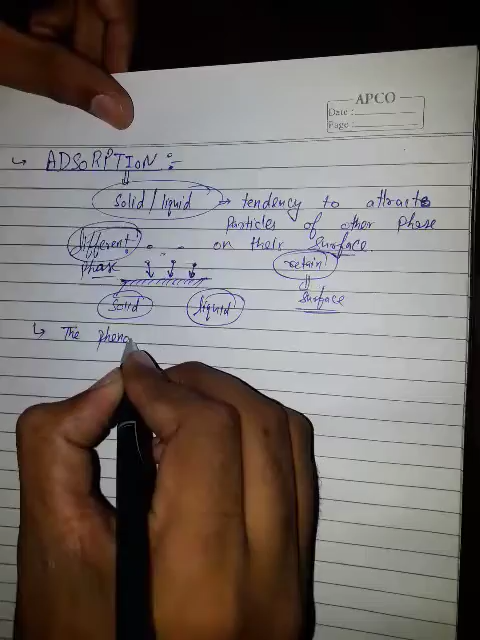 APCO
Date :
Page :
ADSORPTION :-
Solid / liquid → tendency to attracts
Particles of other phase
Different on their surface.
phase retain
Solid liquid Surface
↳ The pheno